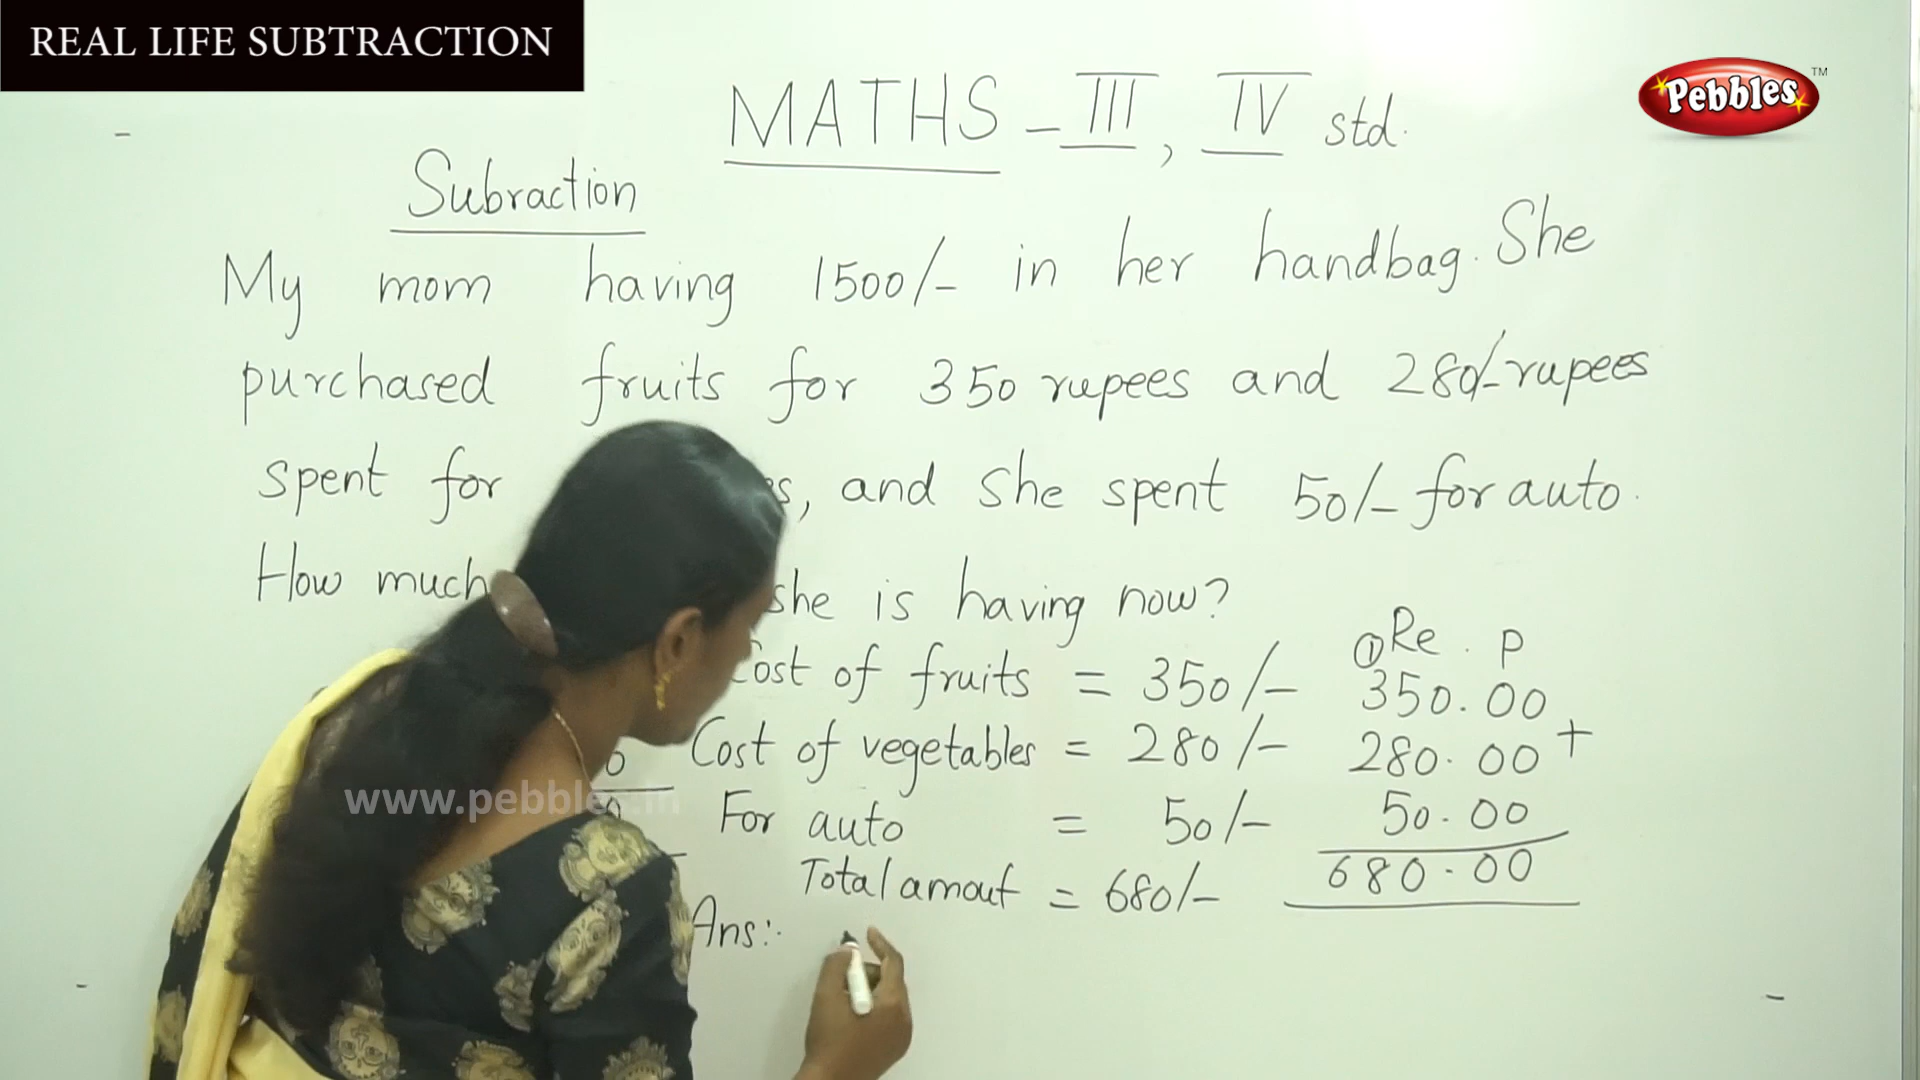 REAL LIFE SUBTRACTION
Pebbles TM
MATHS - III, IV std.
Subraction
My mom having 1500/- in her handbag. She
purchased fruits for 350 rupees and 280/- rupees
spent for , and she spent 50/- for auto.
How much she is having now?
① Re . P
Cost of fruits = 350/- 350.00
Cost of vegetables = 280/- 280.00 +
For auto = 50/- 50.00
Total amout = 680/- 680.00
Ans:-
www.pebbles.in